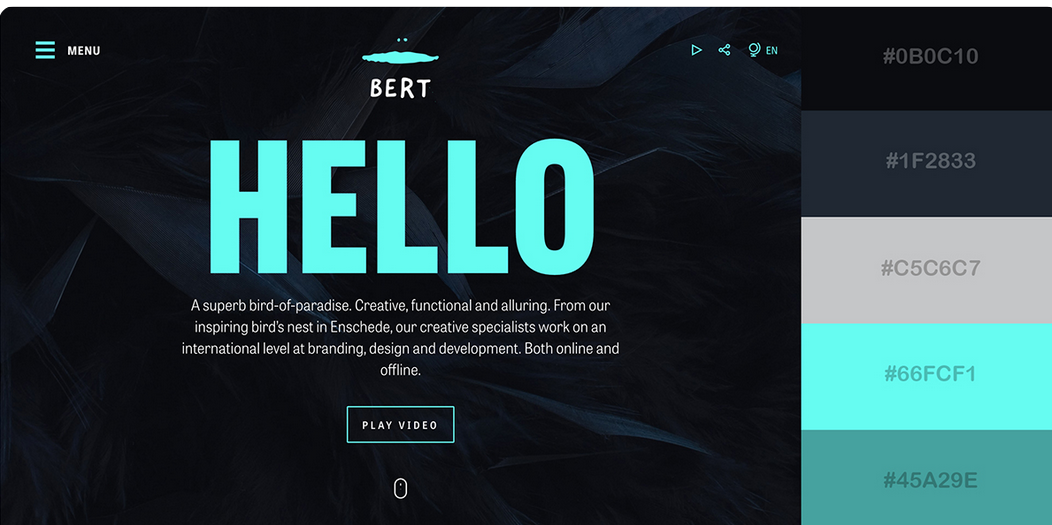 MENU
BERT
EN
HELLO
A superb bird-of-paradise. Creative, functional and alluring. From our
inspiring bird's nest in Enschede, our creative specialists work on an
international level at branding, design and development. Both online and
offline.
PLAY VIDEO
#0B0C10
#1F2833
#C5C6C7
#66FCF1
#45A29E